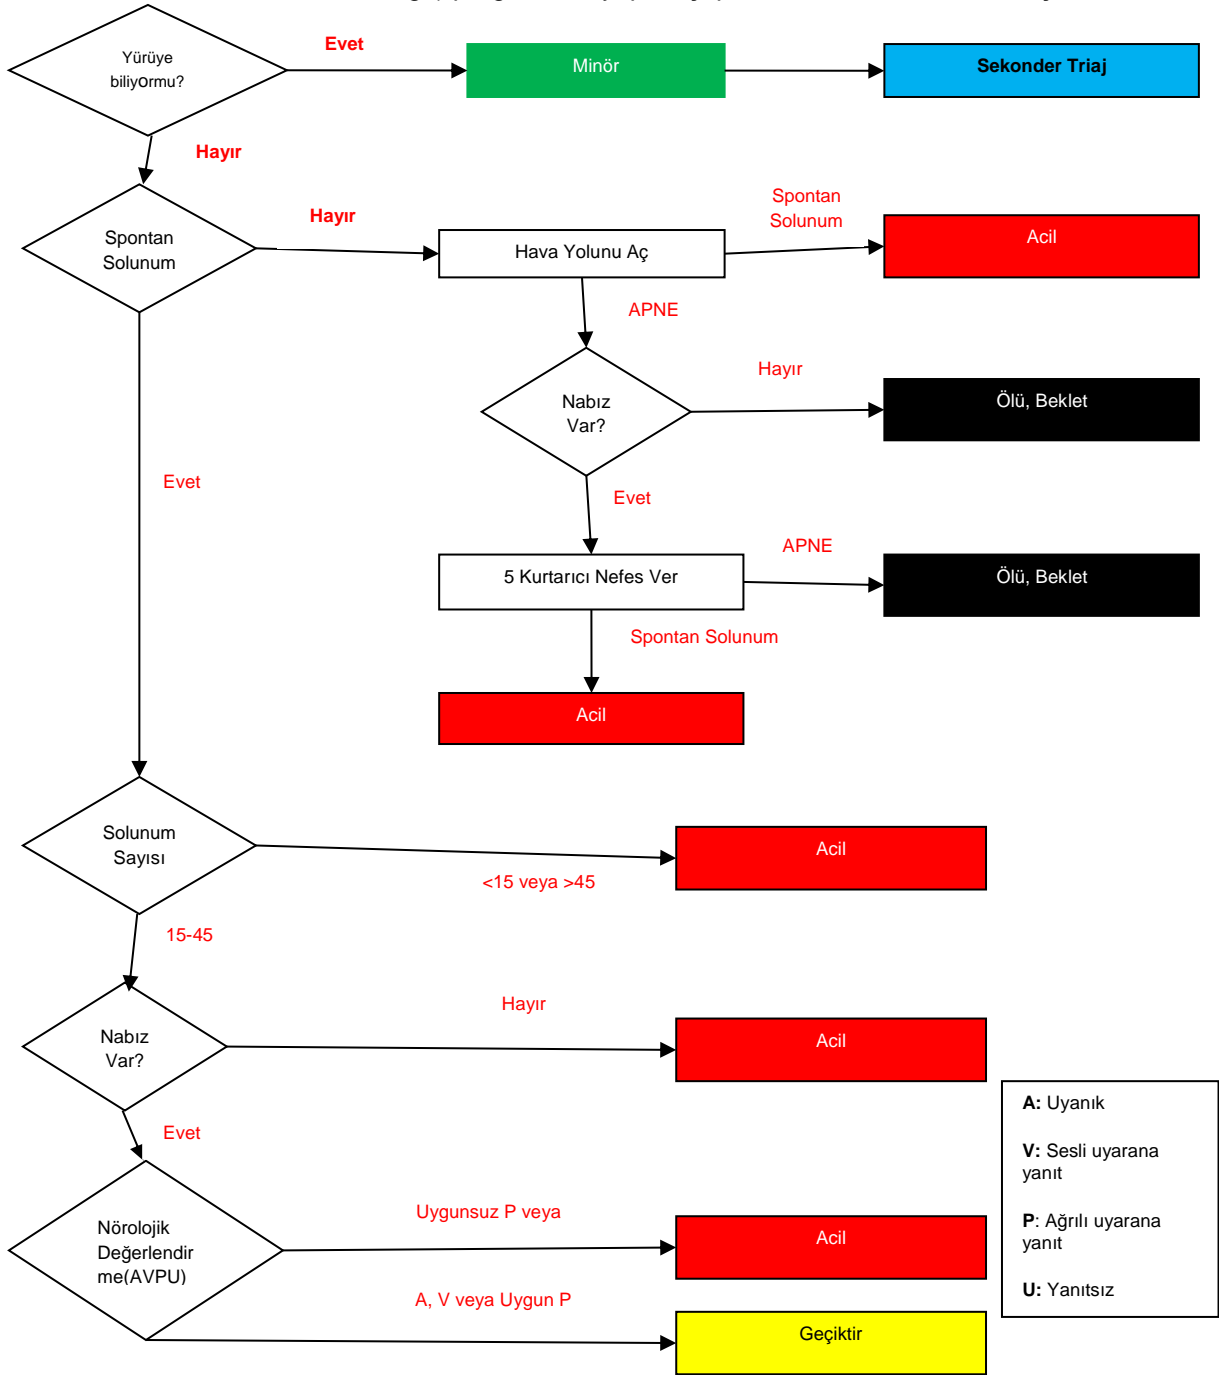 Yürüye
biliyormu?
Evet
Minör
Sekonder Triaj
Hayır
Spontan
Solunum
Hayır
Hava Yolunu Aç
Spontan
Solunum
Acil
APNE
Nabız
Var?
Hayır
Ölü, Beklet
Evet
Evet
5 Kurtarıcı Nefes Ver
APNE
Ölü, Beklet
Spontan Solunum
Acil
Solunum
Sayısı
<15 veya >45
Acil
15-45
Nabız
Var?
Hayır
Acil
Evet
Nörolojik
Değerlendir
me(AVPU)
Uygunsuz P veya
Acil
A, V veya Uygun P
Geçiktir
A: Uyanık
V: Sesli uyarana
yanıt
P: Ağrılı uyarana
yanıt
U: Yanıtsız